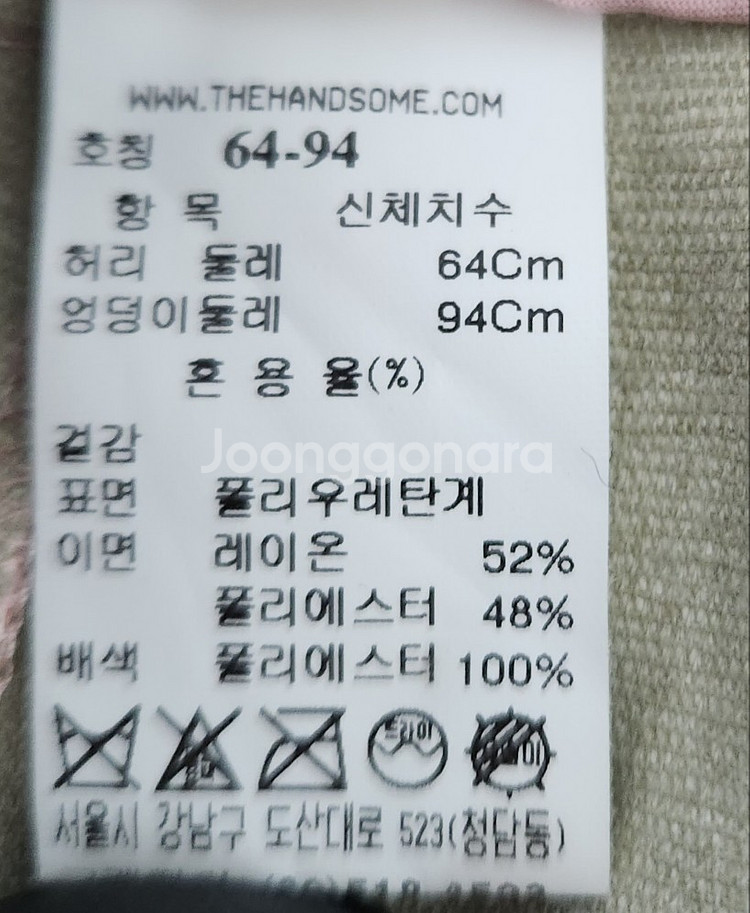 WWW.THEHANDSOME.COM
호칭 64-94
항 목 신체치수
허리 둘레 64Cm
엉덩이둘레 94Cm
혼 용 율(%)
겉감
Joonggonara
표면 폴리우레탄계
이면 레이온 52%
폴리에스터 48%
배색 폴리에스터 100%
드라이
서울시 강남구 도산대로 523(청담동)